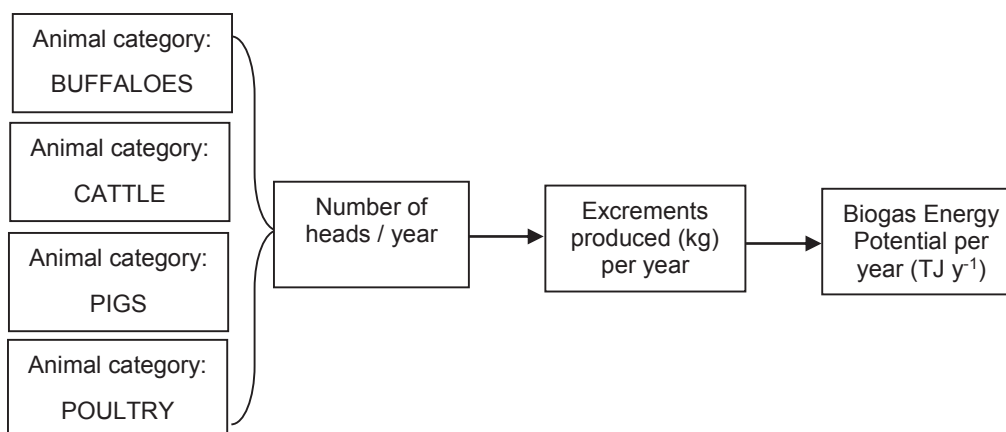 Animal category:
BUFFALOES
Animal category:
CATTLE
Animal category:
PIGS
Animal category:
POULTRY
Number of
heads / year
Excrements
produced (kg)
per year
Biogas Energy
Potential per
year (TJ y⁻¹)